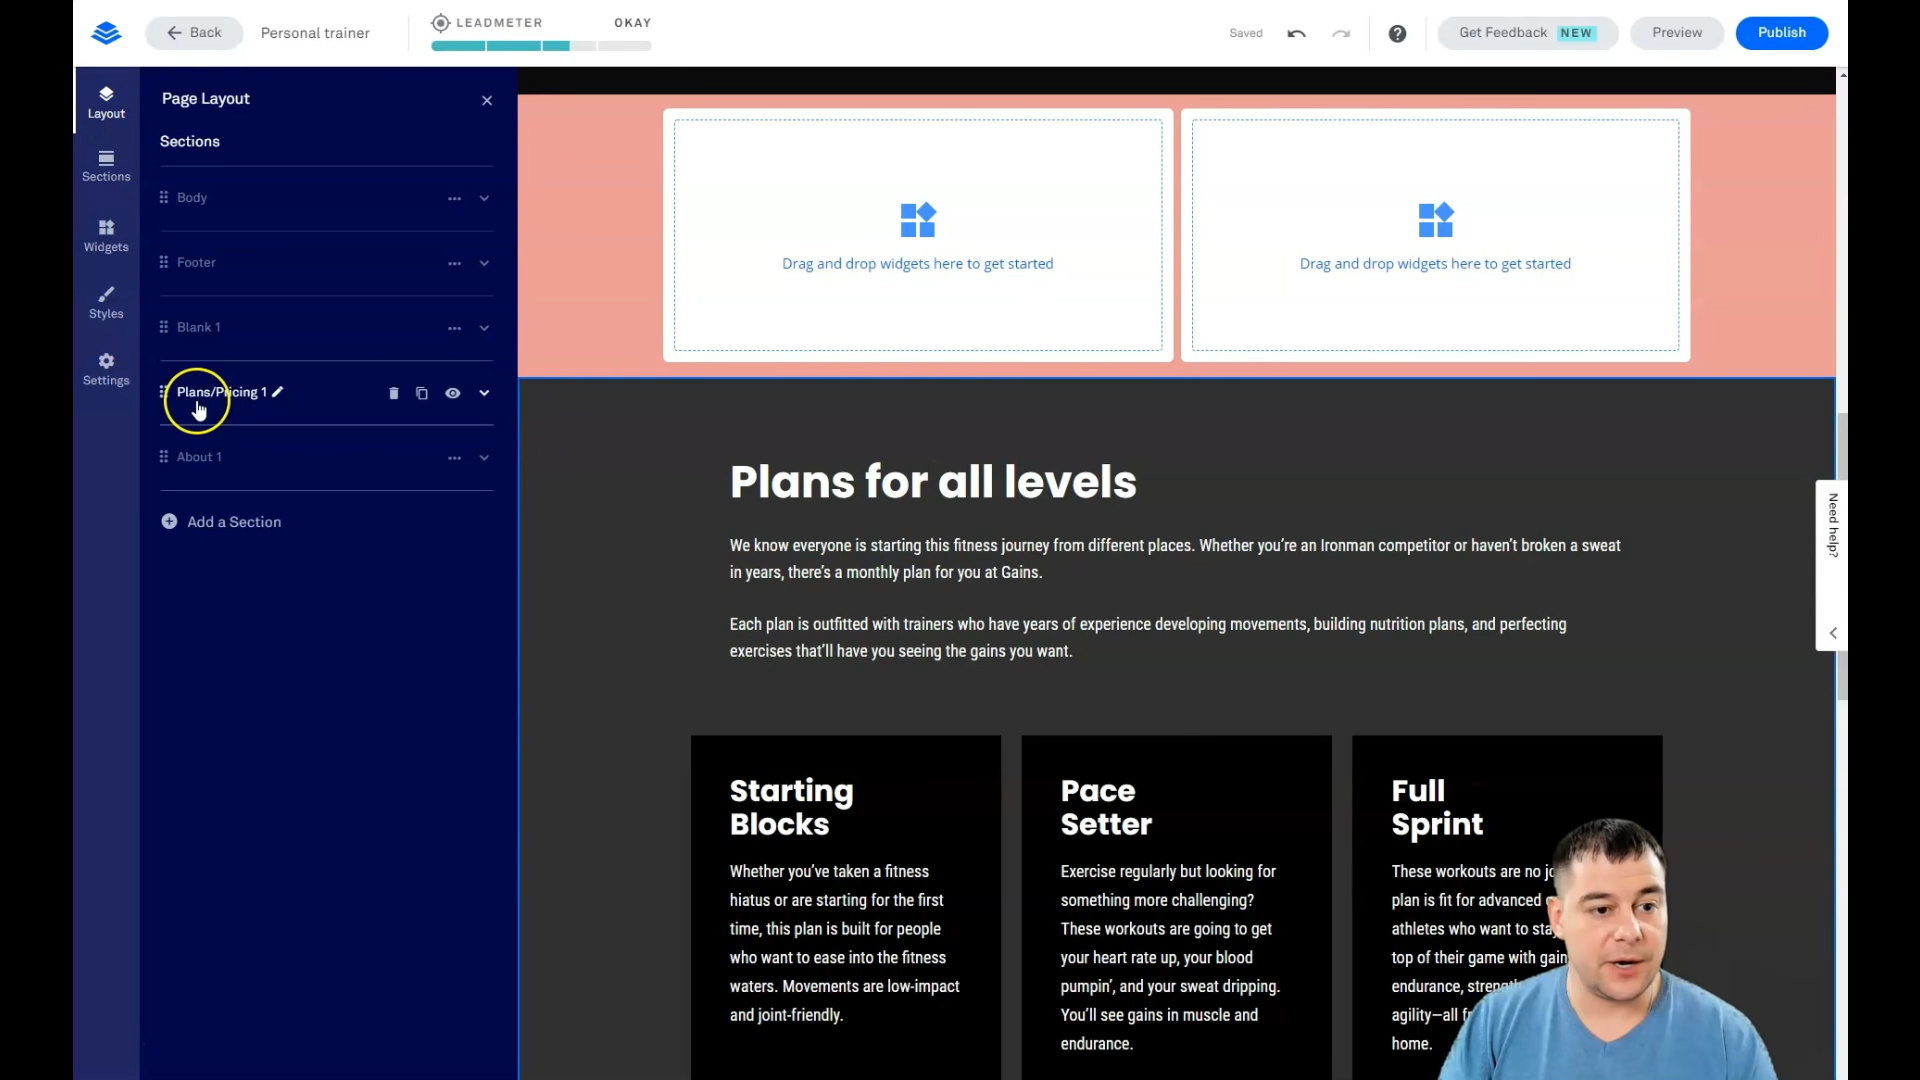 Back
Personal trainer
LEADMETER
OKAY
Saved
Get Feedback NEW
Preview
Publish
Layout
Sections
Widgets
Styles
Settings
Page Layout
Sections
Body
Footer
Blank 1
Plans/Pricing 1
About 1
Add a Section
Drag and drop widgets here to get started
Drag and drop widgets here to get started
Plans for all levels
We know everyone is starting this fitness journey from different places. Whether you're an Ironman competitor or haven't broken a sweat
in years, there's a monthly plan for you at Gains.
Each plan is outfitted with trainers who have years of experience developing movements, building nutrition plans, and perfecting
exercises that'll have you seeing the gains you want.
Starting
Blocks
Whether you've taken a fitness
hiatus or are starting for the first
time, this plan is built for people
who want to ease into the fitness
waters. Movements are low-impact
and joint-friendly.
Pace
Setter
Exercise regularly but looking for
something more challenging?
These workouts are going to get
your heart rate up, your blood
pumpin', and your sweat dripping.
You'll see gains in muscle and
endurance.
Full
Sprint
These workouts are no
plan is fit for advanced
athletes who want to
top of their game with
endurance,
agility—all
home.
Need help?